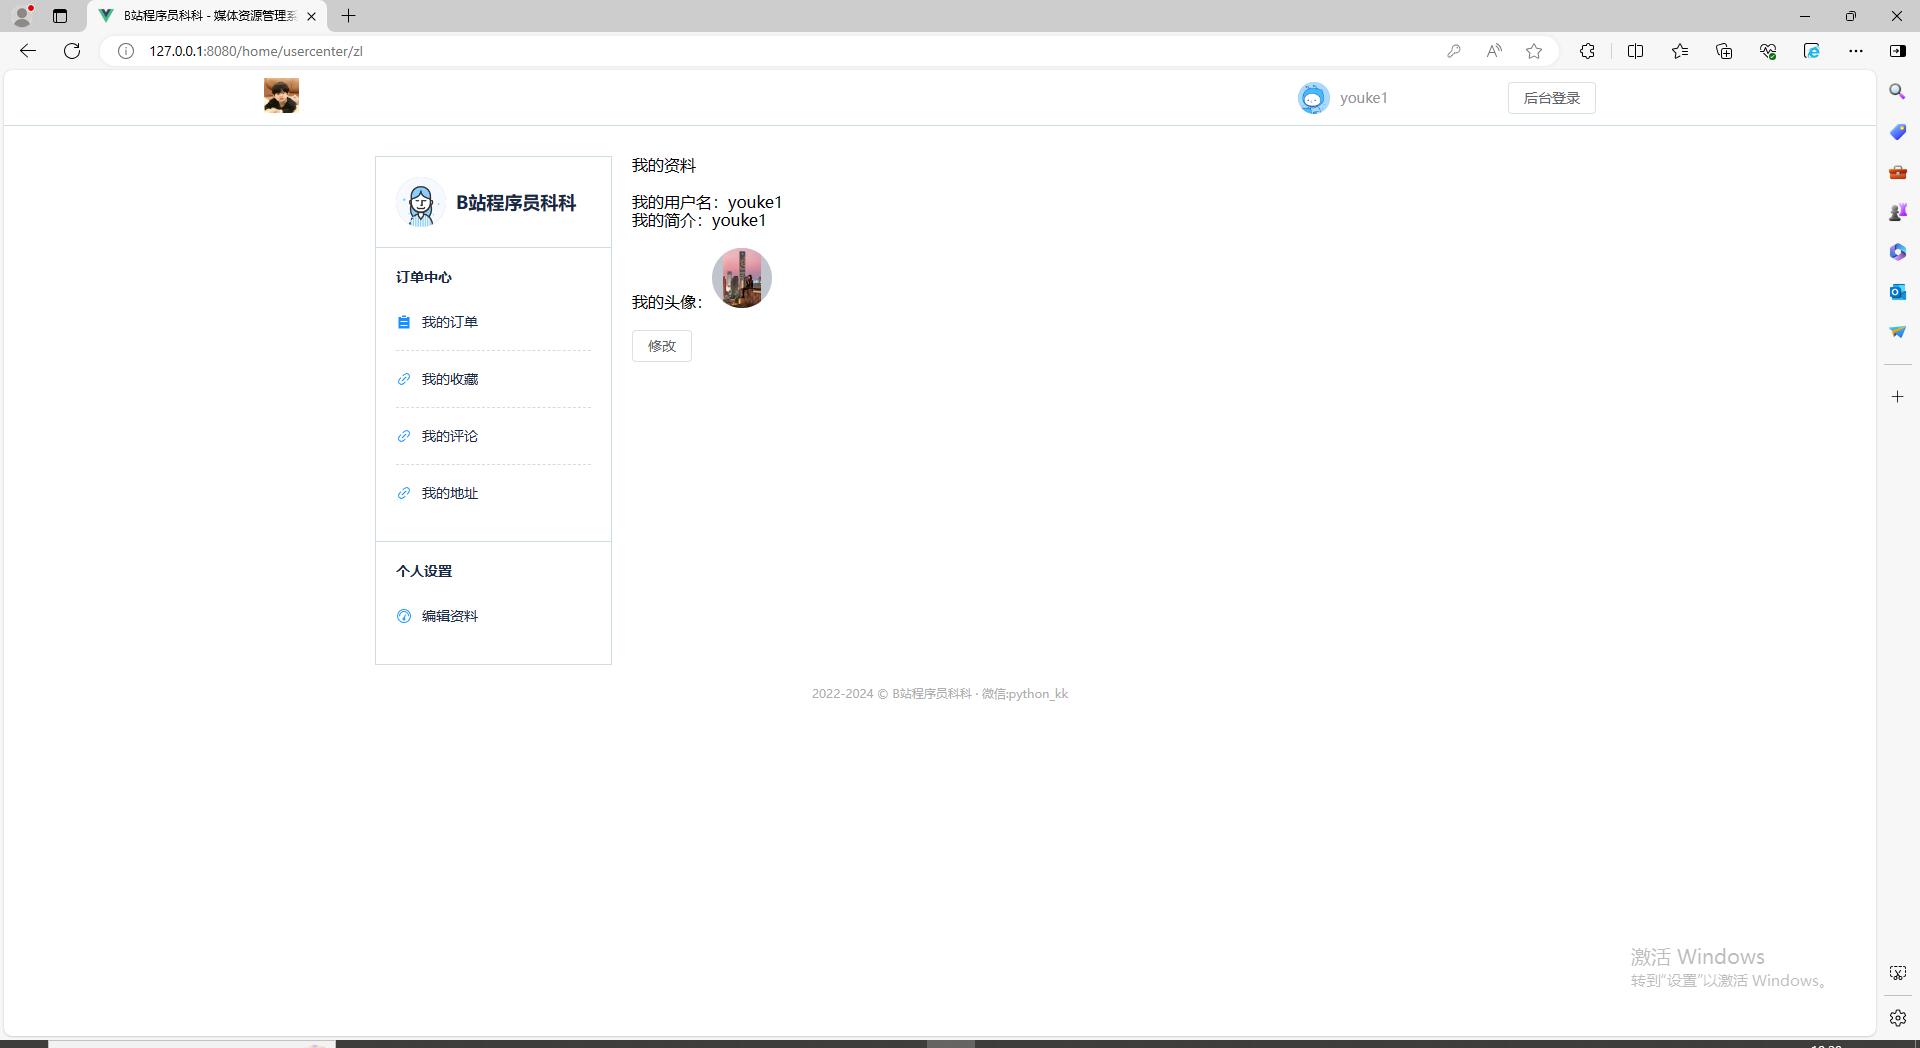 B站程序员科科 - 媒体资源管理系
127.0.0.1:8080/home/usercenter/zl
youke1
后台登录
B站程序员科科
订单中心
我的订单
我的收藏
我的评论
我的地址
个人设置
编辑资料
我的资料
我的用户名：youke1
我的简介：youke1
我的头像：
修改
2022-2024 © B站程序员科科 · 微信:python_kk
激活 Windows
转到"设置"以激活 Windows。